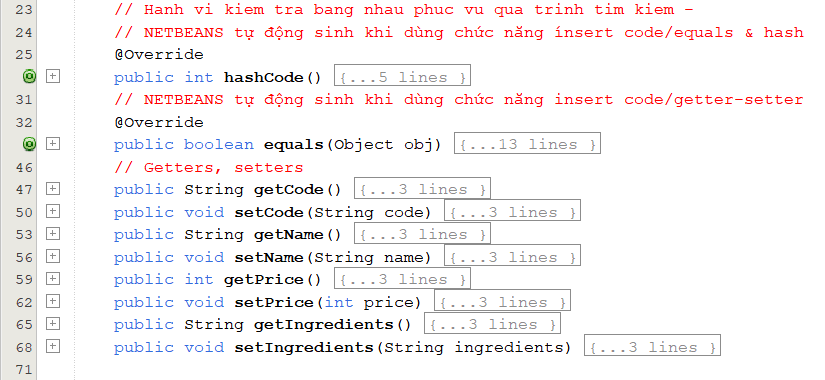 23 // Hanh vi kiem tra bang nhau phuc vu qua trinh tim kiem -
24 // NETBEANS tự động sinh khi dùng chức năng ínsert code/equals & hash
25 @Override
public int hashCode() {...5 lines }
31 // NETBEANS tự động sinh khi dùng chức năng insert code/getter-setter
32 @Override
public boolean equals(Object obj) {...13 lines }
46 // Getters, setters
47 public String getCode() {...3 lines }
50 public void setCode(String code) {...3 lines }
53 public String getName() {...3 lines }
56 public void setName(String name) {...3 lines }
59 public int getPrice() {...3 lines }
62 public void setPrice(int price) {...3 lines }
65 public String getIngredients() {...3 lines }
68 public void setIngredients(String ingredients) {...3 lines }
71